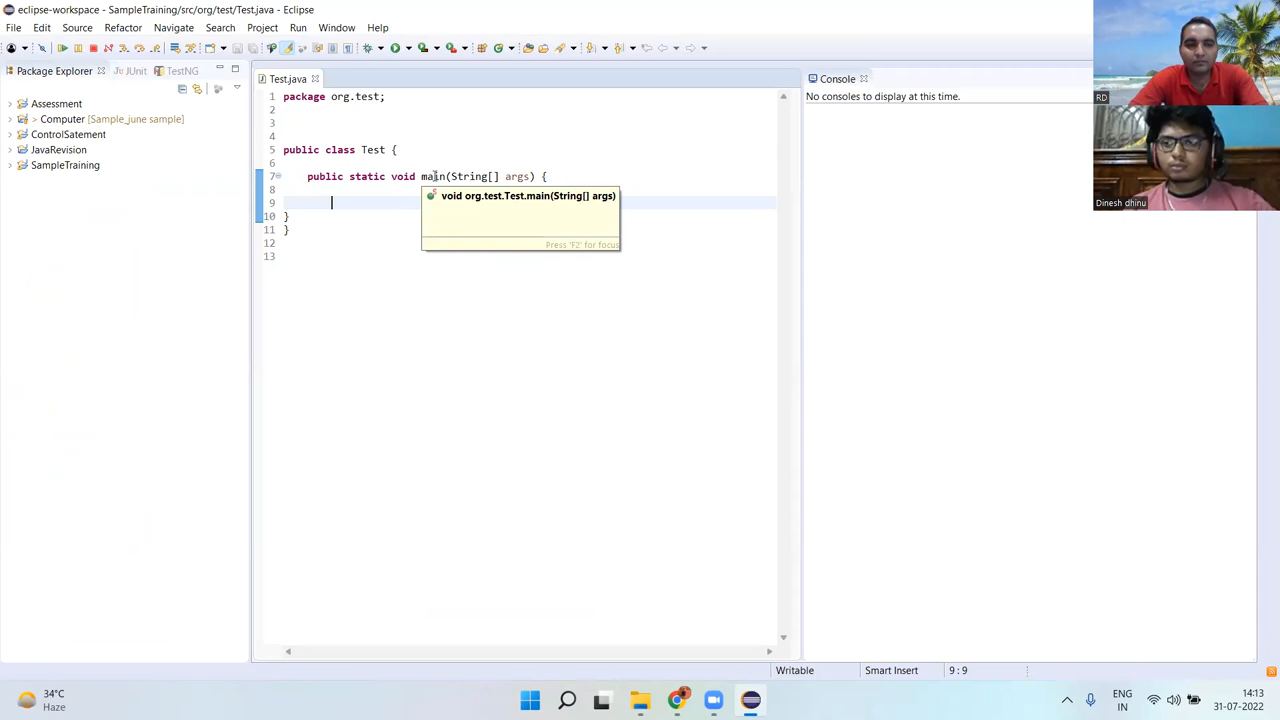 eclipse-workspace - SampleTraining/src/org/test/Test.java - Eclipse
File Edit Source Refactor Navigate Search Project Run Window Help
Package Explorer JUnit TestNG
Assessment
> Computer [Sample_june sample]
ControlSatement
JavaRevision
SampleTraining
Test.java
1 package org.test;
2
3
4
5 public class Test {
6
7 public static void main(String[] args) {
8
9
10 }
11 }
12
13
void org.test.Test.main(String[] args)
Press 'F2' for focus
Console
No consoles to display at this time.
RD
Dinesh dhinu
Writable Smart Insert 9 : 9
34°C
Haze
ENG
IN
14:13
31-07-2022